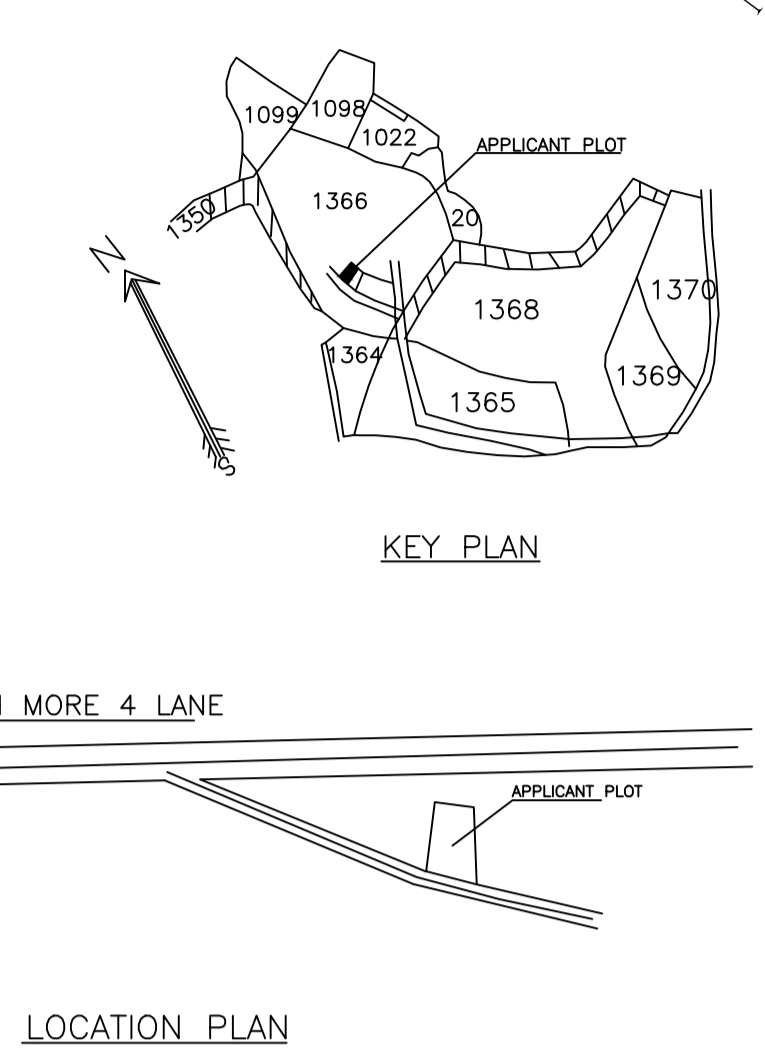 1099
1098
1022
APPLICANT PLOT
1366
1350
20
N
1370
1368
1364
1369
1365
S
KEY PLAN
MORE 4 LANE
APPLICANT PLOT
LOCATION PLAN